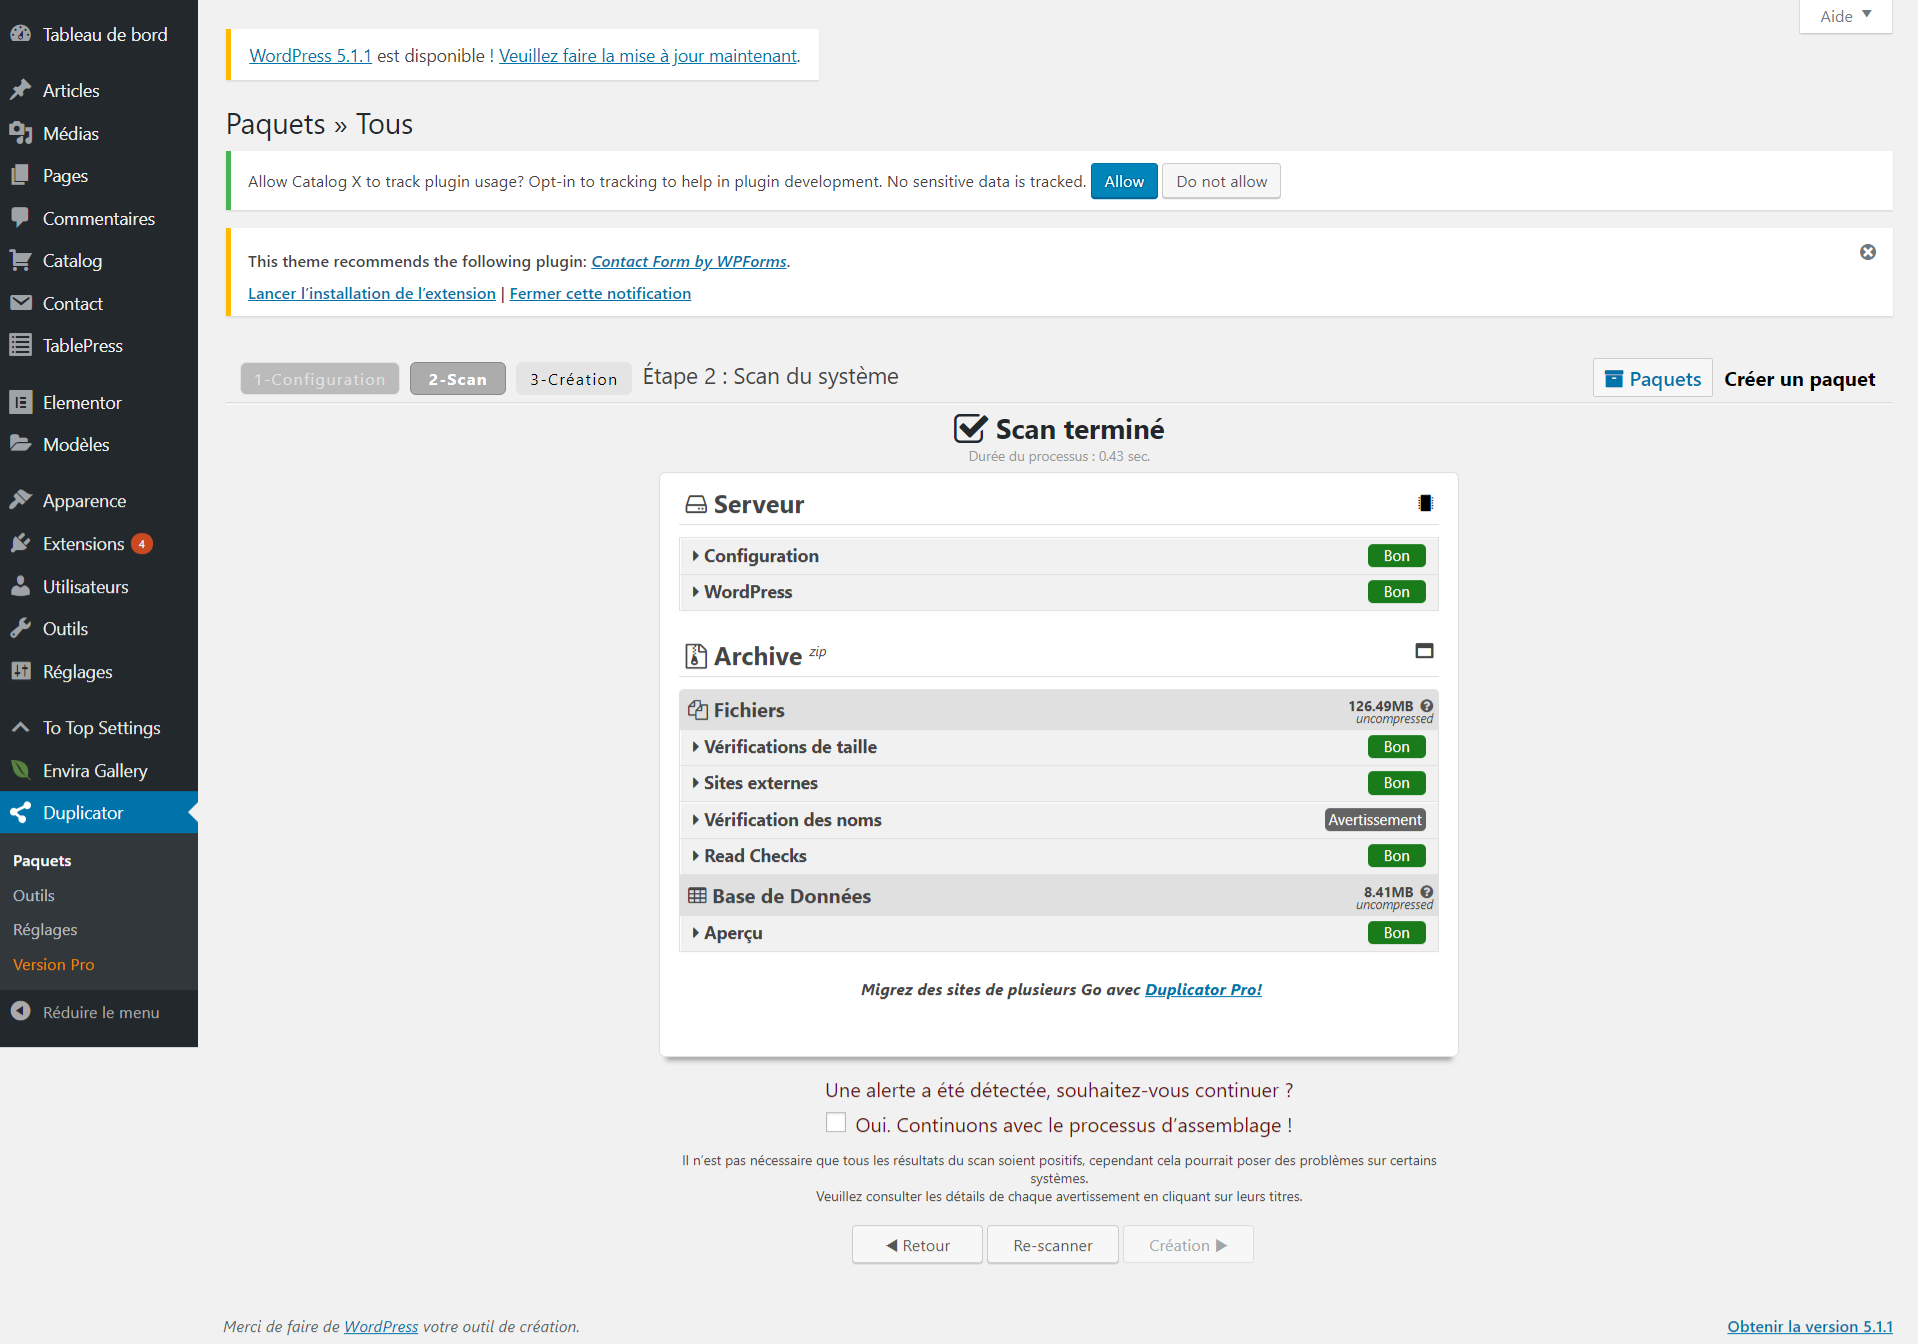 Tableau de bord
Articles
Médias
Pages
Commentaires
Catalog
Contact
TablePress
Elementor
Modèles
Apparence
Extensions 4
Utilisateurs
Outils
Réglages
To Top Settings
Envira Gallery
Duplicator
Paquets
Outils
Réglages
Version Pro
Réduire le menu
Aide
WordPress 5.1.1 est disponible ! Veuillez faire la mise à jour maintenant.
Paquets » Tous
Allow Catalog X to track plugin usage? Opt-in to tracking to help in plugin development. No sensitive data is tracked. Allow Do not allow
This theme recommends the following plugin: Contact Form by WPForms.
Lancer l’installation de l’extension | Fermer cette notification
1-Configuration 2-Scan 3-Création Étape 2 : Scan du système Paquets Créer un paquet
Scan terminé
Durée du processus : 0.43 sec.
Serveur
Configuration Bon
WordPress Bon
Archive zip
Fichiers 126.49MB
uncompressed
Vérifications de taille Bon
Sites externes Bon
Vérification des noms Avertissement
Read Checks Bon
Base de Données 8.41MB
uncompressed
Aperçu Bon
Migrez des sites de plusieurs Go avec Duplicator Pro!
Une alerte a été détectée, souhaitez-vous continuer ?
Oui. Continuons avec le processus d’assemblage !
Il n’est pas nécessaire que tous les résultats du scan soient positifs, cependant cela pourrait poser des problèmes sur certains
systèmes.
Veuillez consulter les détails de chaque avertissement en cliquant sur leurs titres.
◀ Retour Re-scanner Création ▶
Merci de faire de WordPress votre outil de création. Obtenir la version 5.1.1